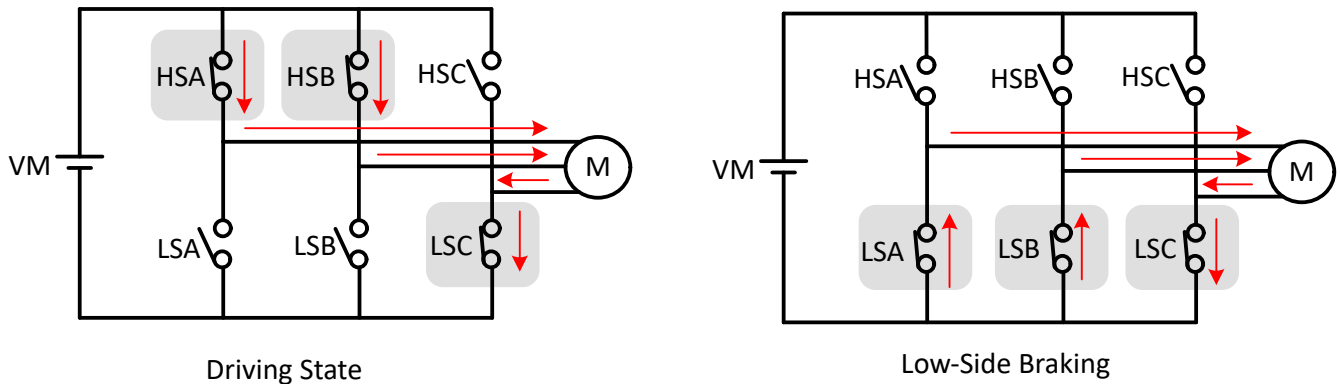 HSA
HSB
HSC
VM
M
LSA
LSB
LSC
Driving State
HSA
HSB
HSC
VM
M
LSA
LSB
LSC
Low-Side Braking